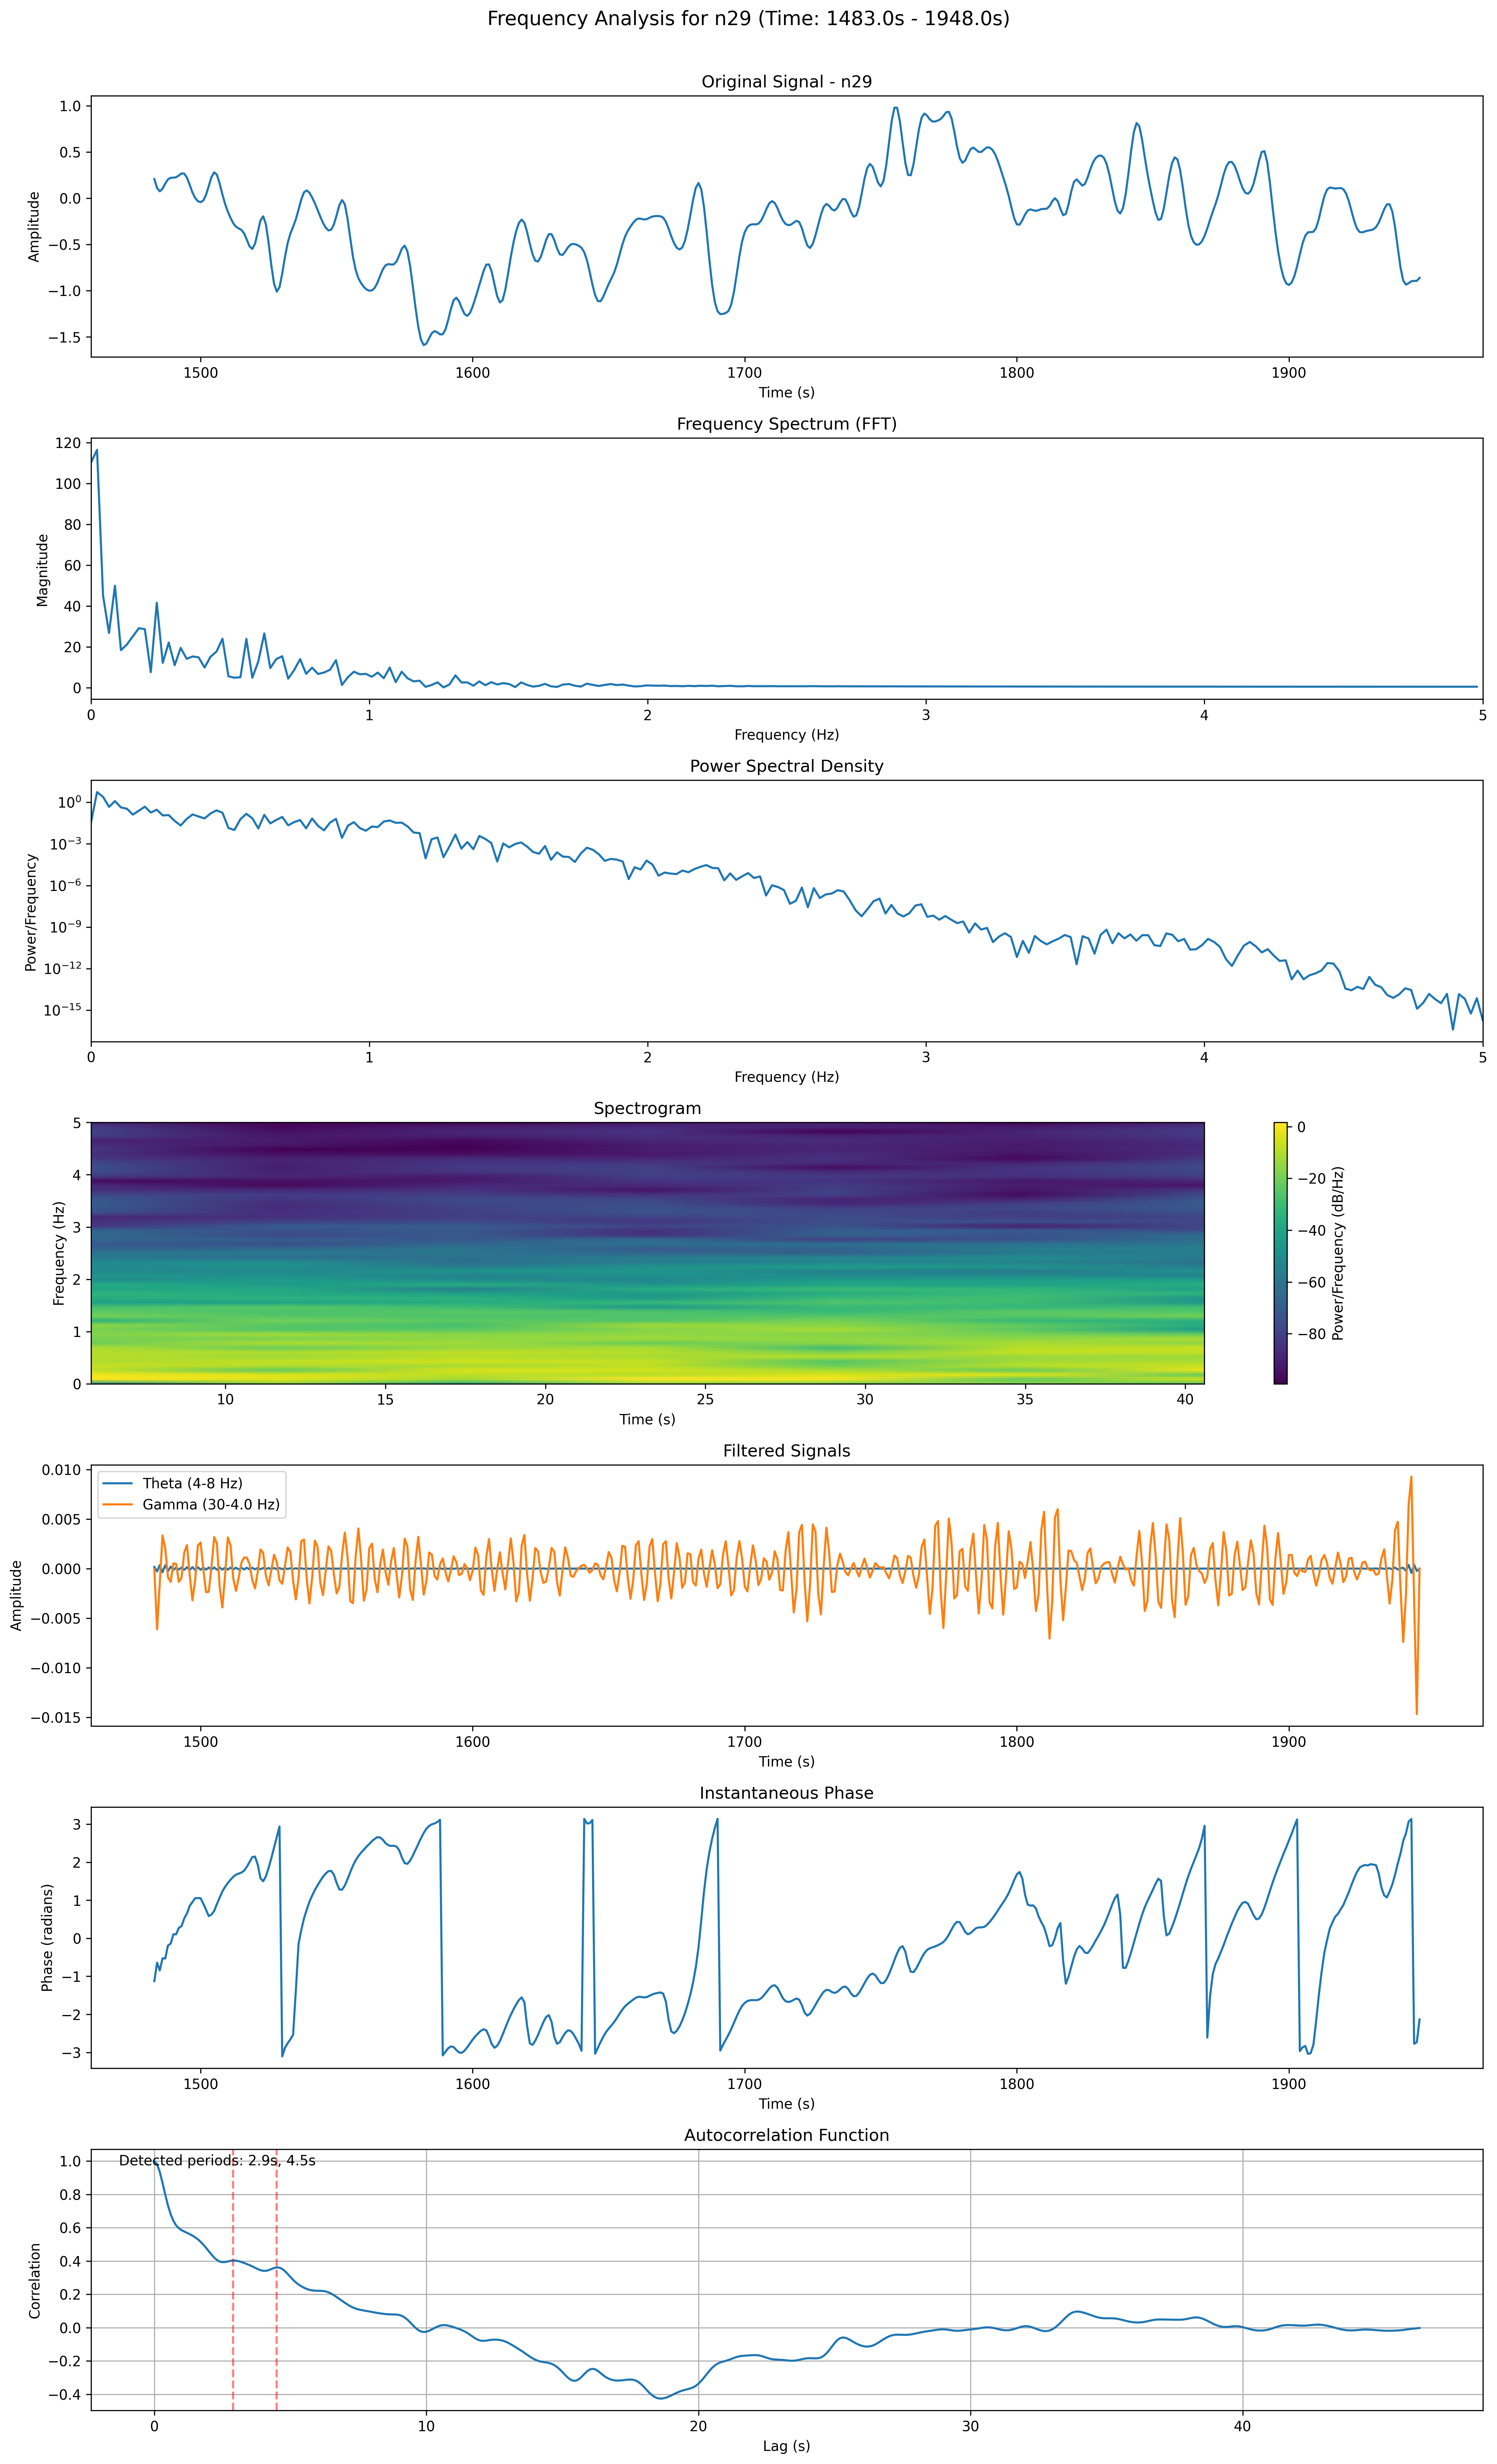 Frequency Analysis for n29 (Time: 1483.0s - 1948.0s)
Original Signal - n29
Amplitude
1.0
0.5
0.0
−0.5
−1.0
−1.5
1500 1600 1700 1800 1900
Time (s)
Frequency Spectrum (FFT)
Magnitude
120
100
80
60
40
20
0
0 1 2 3 4 5
Frequency (Hz)
Power Spectral Density
Power/Frequency
10⁰
10⁻³
10⁻⁶
10⁻⁹
10⁻¹²
10⁻¹⁵
0 1 2 3 4 5
Frequency (Hz)
Spectrogram
Frequency (Hz)
5
4
3
2
1
0
10 15 20 25 30 35 40
Time (s)
0
−20
−40
−60
−80
Power/Frequency (dB/Hz)
Filtered Signals
Theta (4-8 Hz)
Gamma (30-4.0 Hz)
Amplitude
0.010
0.005
0.000
−0.005
−0.010
−0.015
1500 1600 1700 1800 1900
Time (s)
Instantaneous Phase
Phase (radians)
3
2
1
0
−1
−2
−3
1500 1600 1700 1800 1900
Time (s)
Autocorrelation Function
Detected periods: 2.9s, 4.5s
Correlation
1.0
0.8
0.6
0.4
0.2
0.0
−0.2
−0.4
0 10 20 30 40
Lag (s)